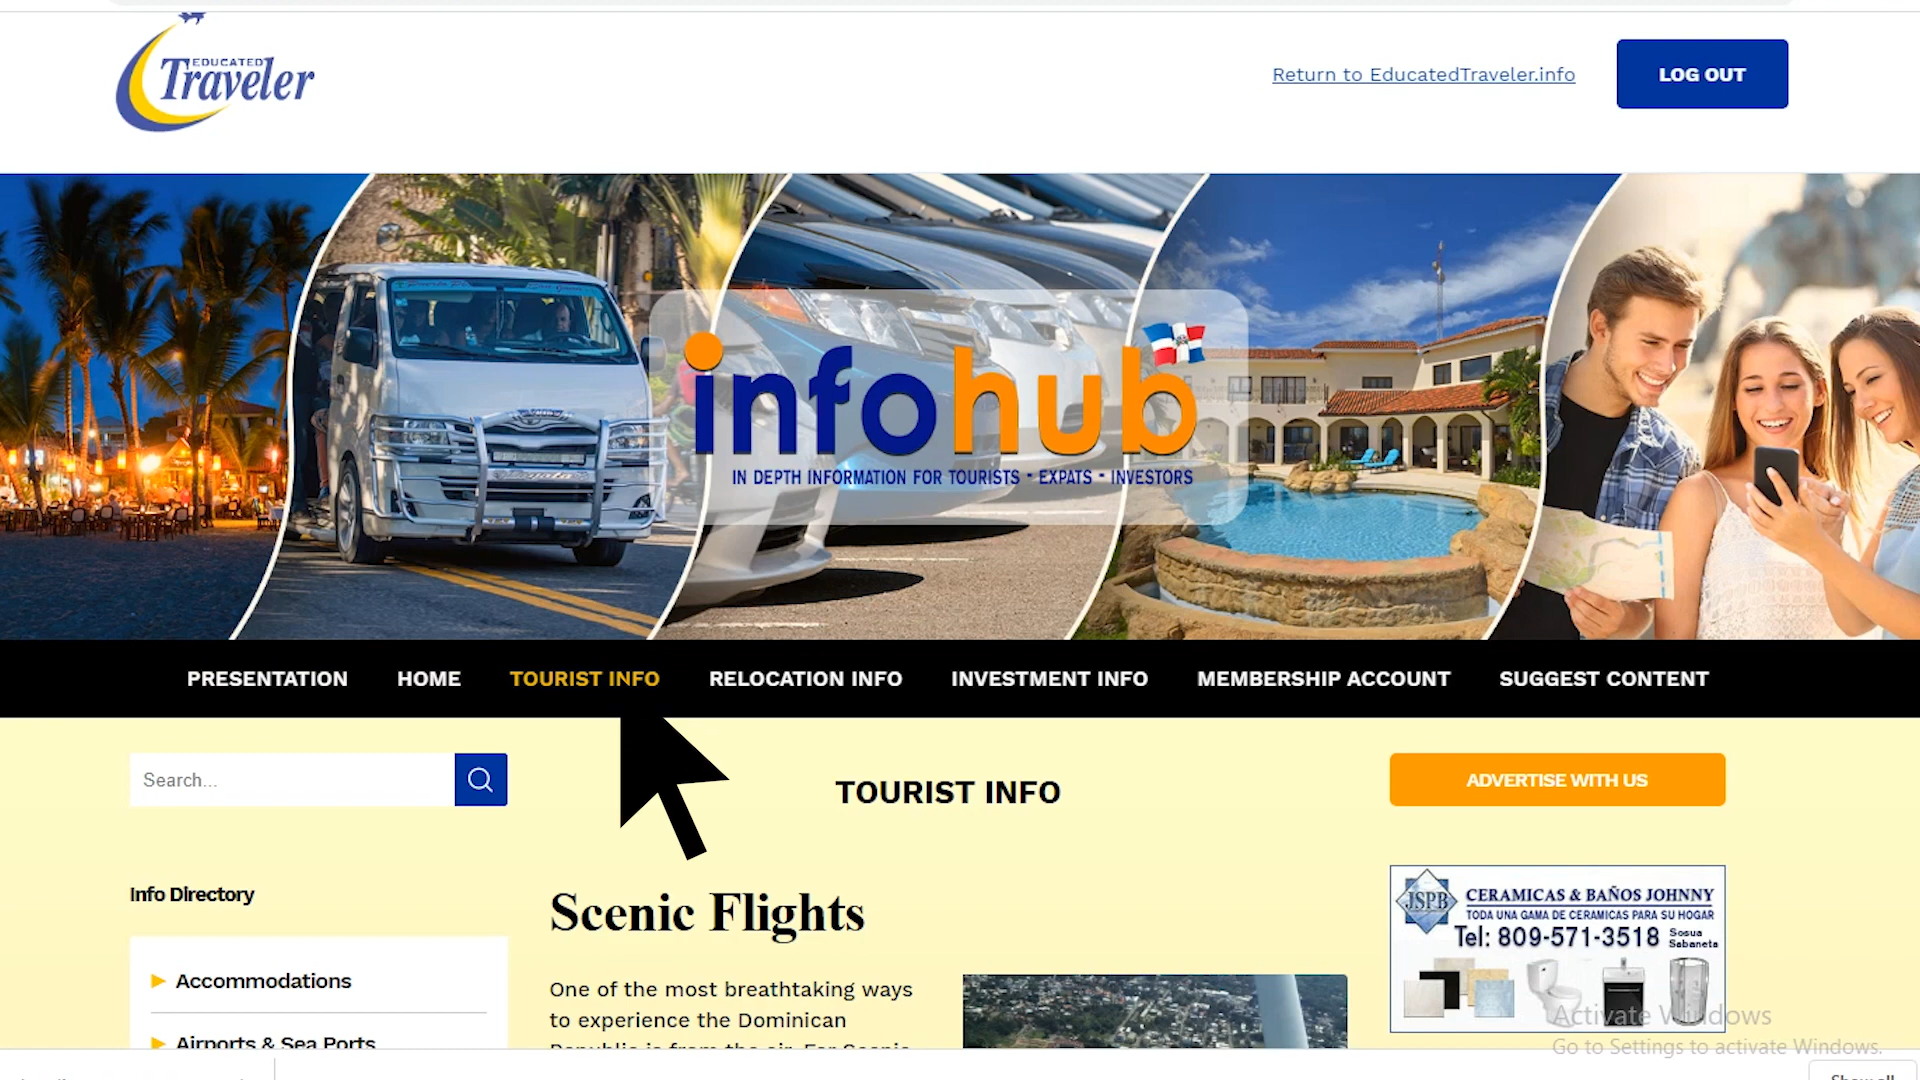 EDUCATED
Traveler
Return to EducatedTraveler.info
LOG OUT
infohub
IN DEPTH INFORMATION FOR TOURISTS - EXPATS - INVESTORS
PRESENTATION HOME TOURIST INFO RELOCATION INFO INVESTMENT INFO MEMBERSHIP ACCOUNT SUGGEST CONTENT
Search...
TOURIST INFO
ADVERTISE WITH US
Info Directory
Accommodations
Airports & Sea Ports
Scenic Flights
One of the most breathtaking ways
to experience the Dominican
Republic is from the air. For Scenic
JSPB
CERAMICAS & BAÑOS JOHNNY
TODA UNA GAMA DE CERAMICAS PARA SU HOGAR
Tel: 809-571-3518 Sosua
Sabaneta
Activate Windows
Go to Settings to activate Windows.
Show all